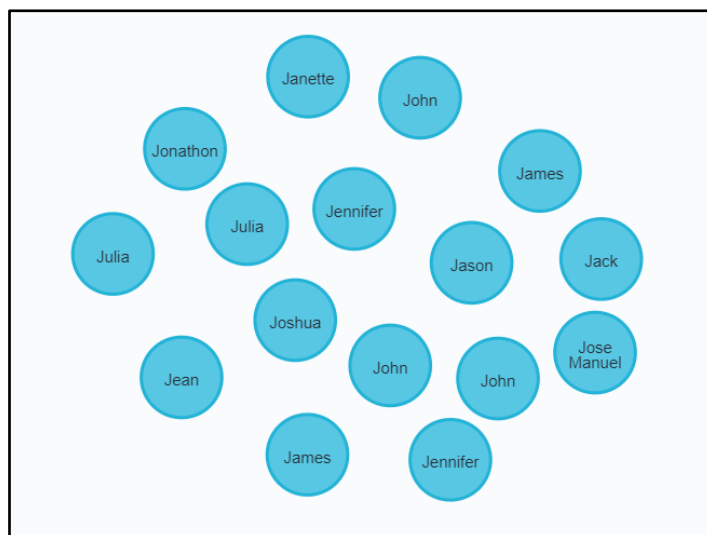 Janette
John
Jonathon
James
Jennifer
Julia
Julia
Jason
Jack
Joshua
Jose
Manuel
John
John
Jean
James
Jennifer